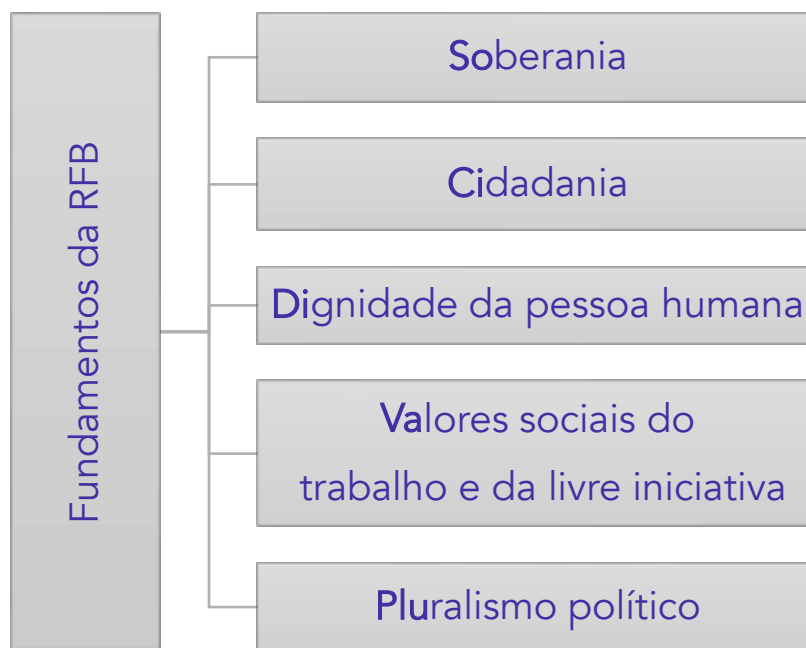 Fundamentos da RFB
Soberania
Cidadania
Dignidade da pessoa humana
Valores sociais do
trabalho e da livre iniciativa
Pluralismo político